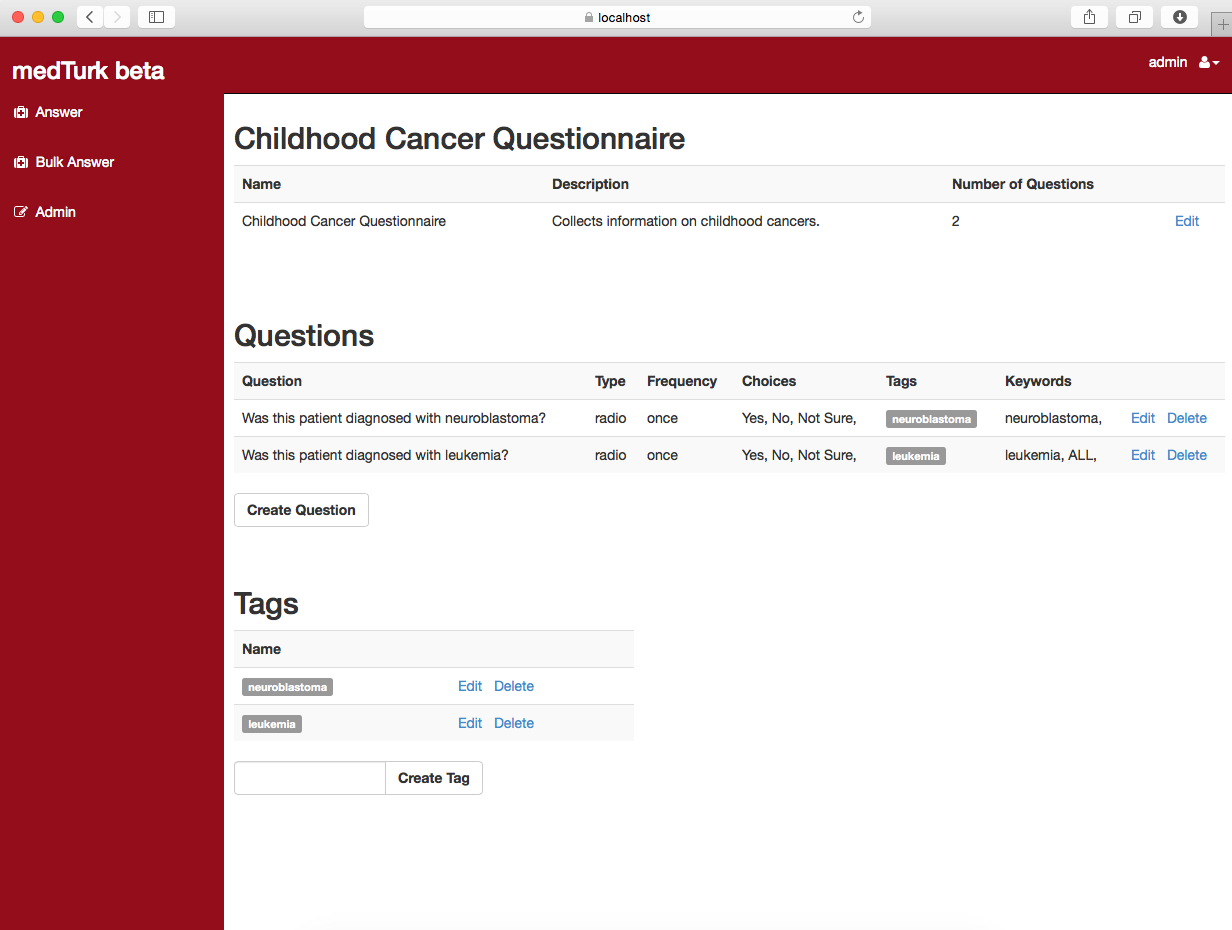 localhost
medTurk beta
admin
Answer
Bulk Answer
Admin
Childhood Cancer Questionnaire
Name Description Number of Questions
Childhood Cancer Questionnaire Collects information on childhood cancers. 2 Edit
Questions
Question Type Frequency Choices Tags Keywords
Was this patient diagnosed with neuroblastoma? radio once Yes, No, Not Sure, neuroblastoma neuroblastoma, Edit Delete
Was this patient diagnosed with leukemia? radio once Yes, No, Not Sure, leukemia leukemia, ALL, Edit Delete
Create Question
Tags
Name
neuroblastoma Edit Delete
leukemia Edit Delete
Create Tag